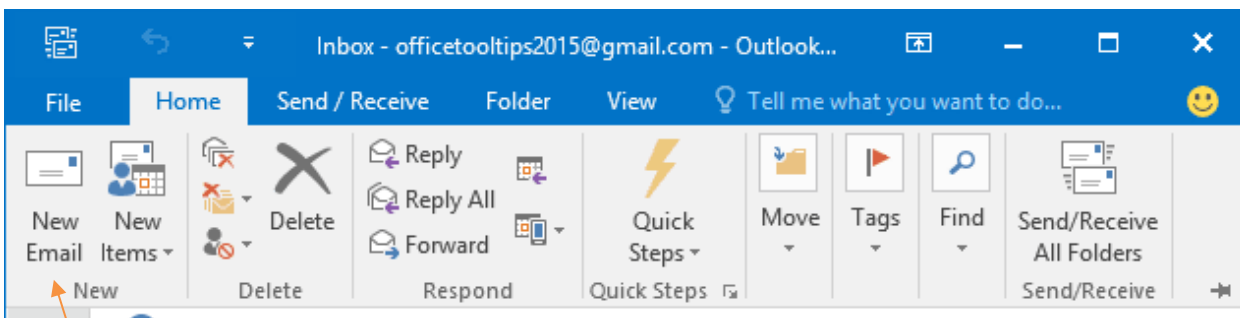 Inbox - officetooltips2015@gmail.com - Outlook...
File Home Send / Receive Folder View Tell me what you want to do...
New Email
New Items
Delete
Reply
Reply All
Forward
Quick Steps
Move
Tags
Find
Send/Receive All Folders
New Delete Respond Quick Steps Send/Receive